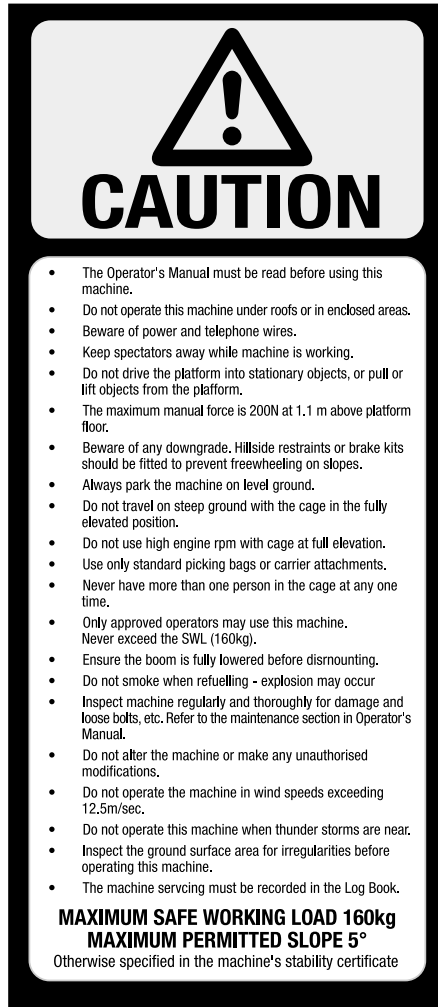 CAUTION
• The Operator's Manual must be read before using this
machine.
• Do not operate this machine under roofs or in enclosed areas.
• Beware of power and telephone wires.
• Keep spectators away while machine is working.
• Do not drive the platform into stationary objects, or pull or
lift objects from the plafform.
• The maximum manual force is 200N at 1.1 m above platform
floor.
• Beware of any downgrade. Hillside restraints or brake kits
should be fitted to prevent freewheeling on slopes.
• Always park the machine on level ground.
• Do not travel on steep ground with the cage in the fully
elevated position.
• Do not use high engine rpm with cage at full elevation.
• Use only standard picking bags or carrier attachments.
• Never have more than one person in the cage at any one
time.
• Only approved operators may use this machine.
Never exceed the SWL (160kg).
• Ensure the boom is fully lowered before disrnounting.
• Do not smoke when refuelling - explosion may occur
• Inspect machine regularly and thoroughly for damage and
loose bolts, etc. Refer to the maintenance section in Operator's
Manual.
• Do not alter the machine or make any unauthorised
modifications.
• Do not operate the machine in wind speeds exceeding
12.5m/sec.
• Do not operate this machine when thunder storms are near.
• Inspect the ground surface area for irregularities before
operating this machine.
• The machine servcing must be recorded in the Log Book.
MAXIMUM SAFE WORKING LOAD 160kg
MAXIMUM PERMITTED SLOPE 5°
Otherwise specified in the machine's stability certificate